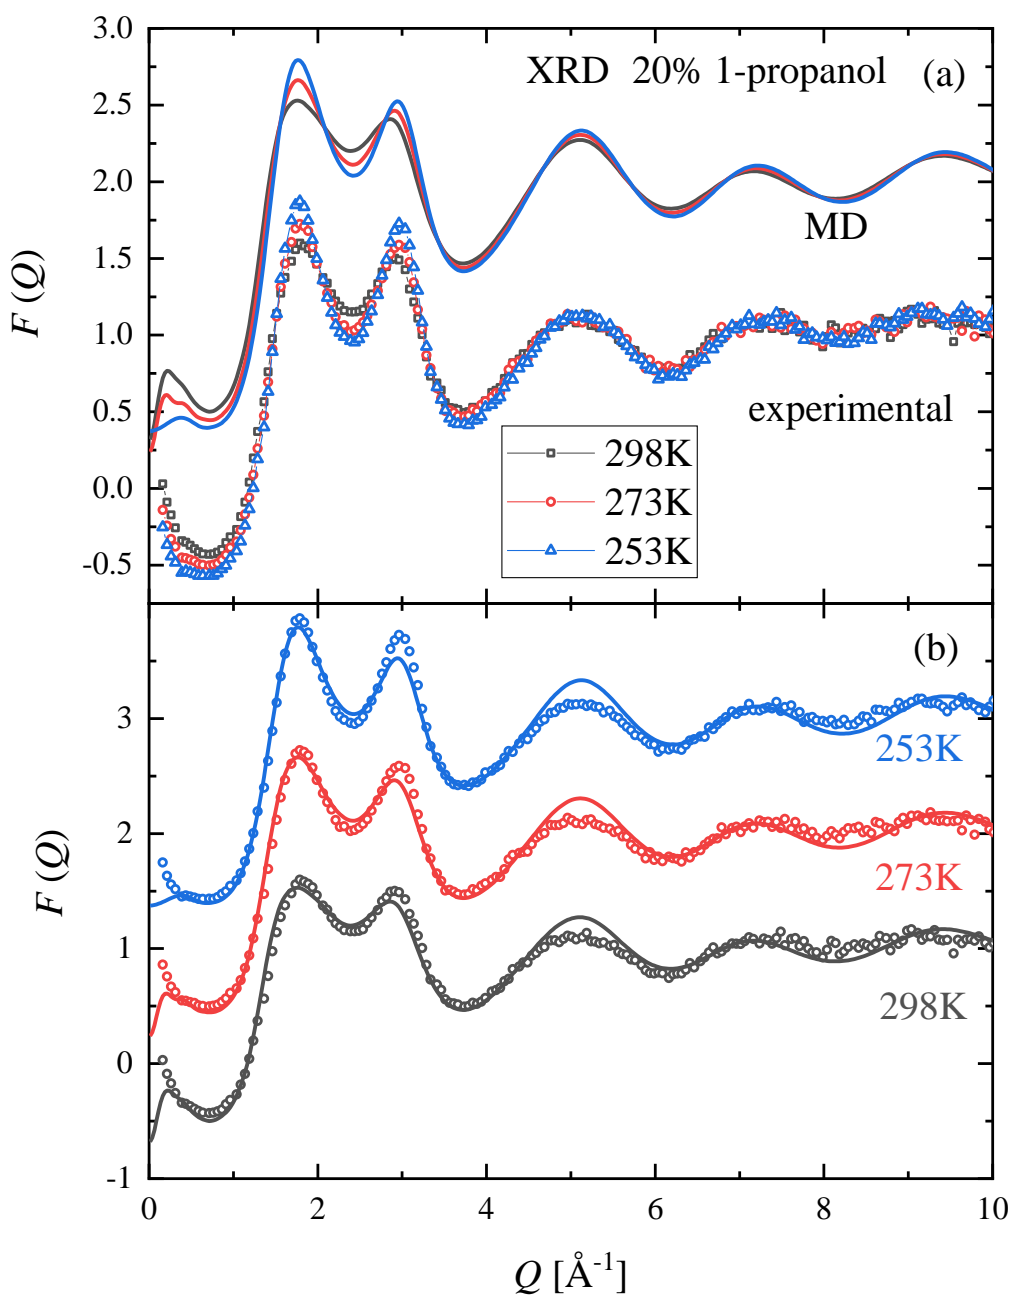 XRD 20% 1-propanol (a)
3.0
2.5
2.0
1.5
1.0
0.5
0.0
-0.5
F (Q)
MD
experimental
298K
273K
253K
(b)
3
2
1
0
-1
F (Q)
253K
273K
298K
0 2 4 6 8 10
Q [Å-1]